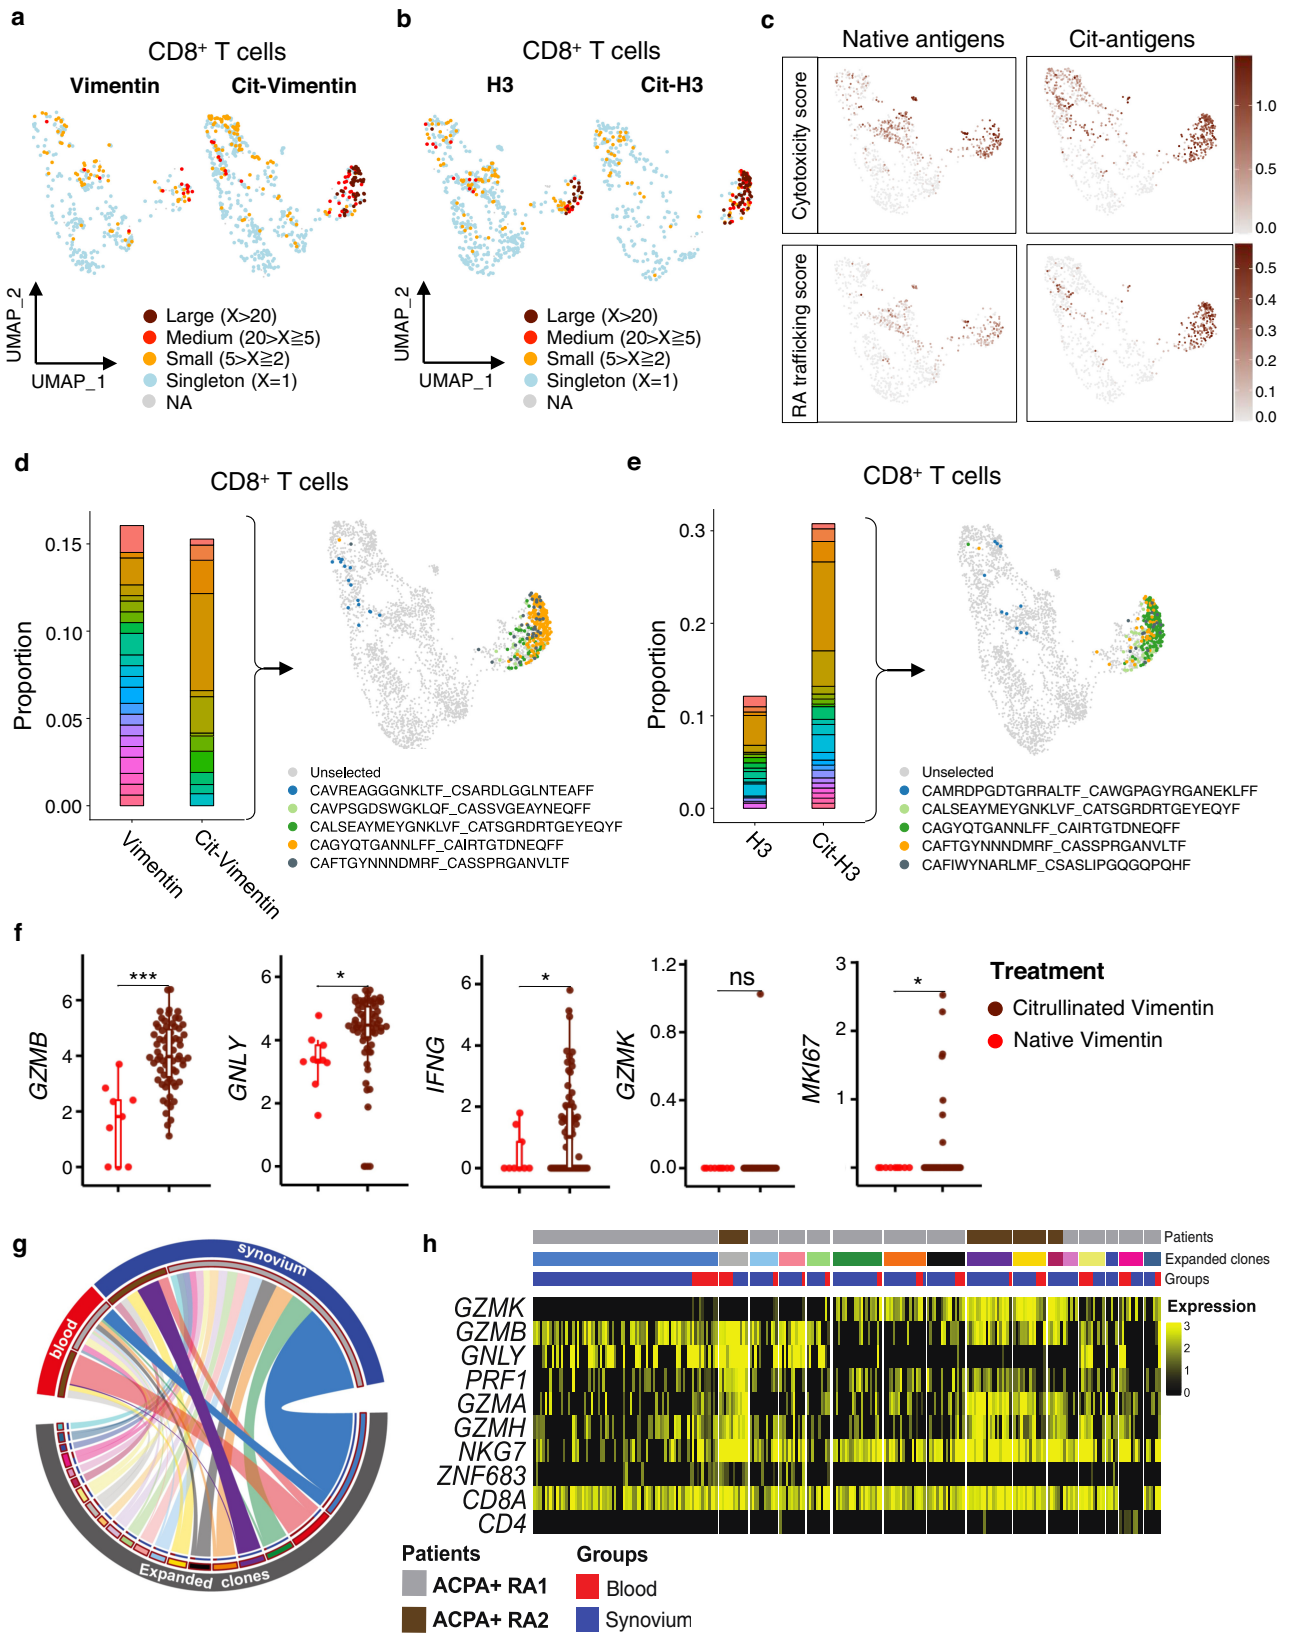 a
CD8+ T cells
Vimentin Cit-Vimentin
UMAP_2
UMAP_1
Large (X>20)
Medium (20>X≧5)
Small (5>X≧2)
Singleton (X=1)
NA
b
CD8+ T cells
H3 Cit-H3
UMAP_2
UMAP_1
Large (X>20)
Medium (20>X≧5)
Small (5>X≧2)
Singleton (X=1)
NA
c
Native antigens Cit-antigens
Cytotoxicity score
1.0
0.5
0.0
RA trafficking score
0.5
0.4
0.3
0.2
0.1
0.0
d
CD8+ T cells
Proportion
0.15
0.10
0.05
0.00
Vimentin
Cit-Vimentin
Unselected
CAVREAGGGNKLTF_CSARDLGGLNTEAFF
CAVPSGDSWGKLQF_CASSVGEAYNEQFF
CALSEAYMEYGNKLVF_CATSGRDRTGEYEQYF
CAGYQTGANNLFF_CAIRTGTDNEQFF
CAFTGYNNNDMRF_CASSPRGANVLTF
e
CD8+ T cells
Proportion
0.3
0.2
0.1
0.0
H3
Cit-H3
Unselected
CAMRDPGDTGRRALTF_CAWGPAGYRGANEKLFF
CALSEAYMEYGNKLVF_CATSGRDRTGEYEQYF
CAGYQTGANNLFF_CAIRTGTDNEQFF
CAFTGYNNNDMRF_CASSPRGANVLTF
CAFIWYNARLMF_CSASLIPGQGQPQHF
f
GZMB
6
4
2
0
***
GNLY
6
4
2
0
*
IFNG
6
4
2
0
*
GZMK
1.2
0.8
0.4
0.0
ns
MKI67
3
2
1
*
Treatment
Citrullinated Vimentin
Native Vimentin
g
synovium
blood
Expanded clones
h
Patients
Expanded clones
Groups
GZMK
GZMB
GNLY
PRF1
GZMA
GZMH
NKG7
ZNF683
CD8A
CD4
Expression
3
2
1
0
Patients
ACPA+ RA1
ACPA+ RA2
Groups
Blood
Synovium